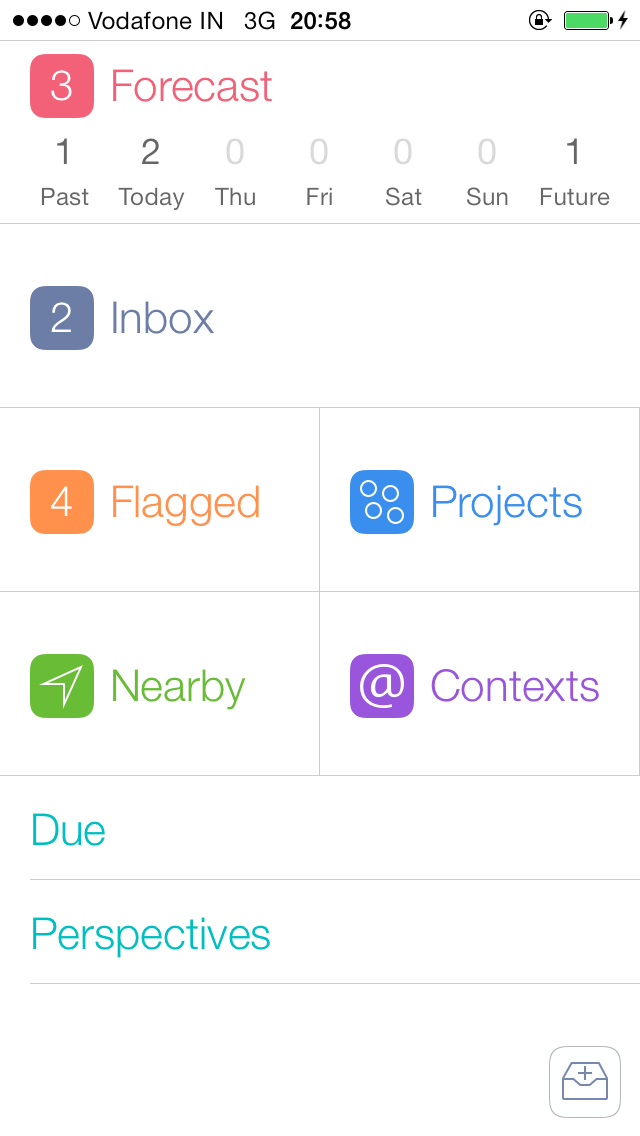 Vodafone IN 3G 20:58
3 Forecast
1 2 0 0 0 0 1
Past Today Thu Fri Sat Sun Future
2 Inbox
4 Flagged
Projects
Nearby
@ Contexts
Due
Perspectives